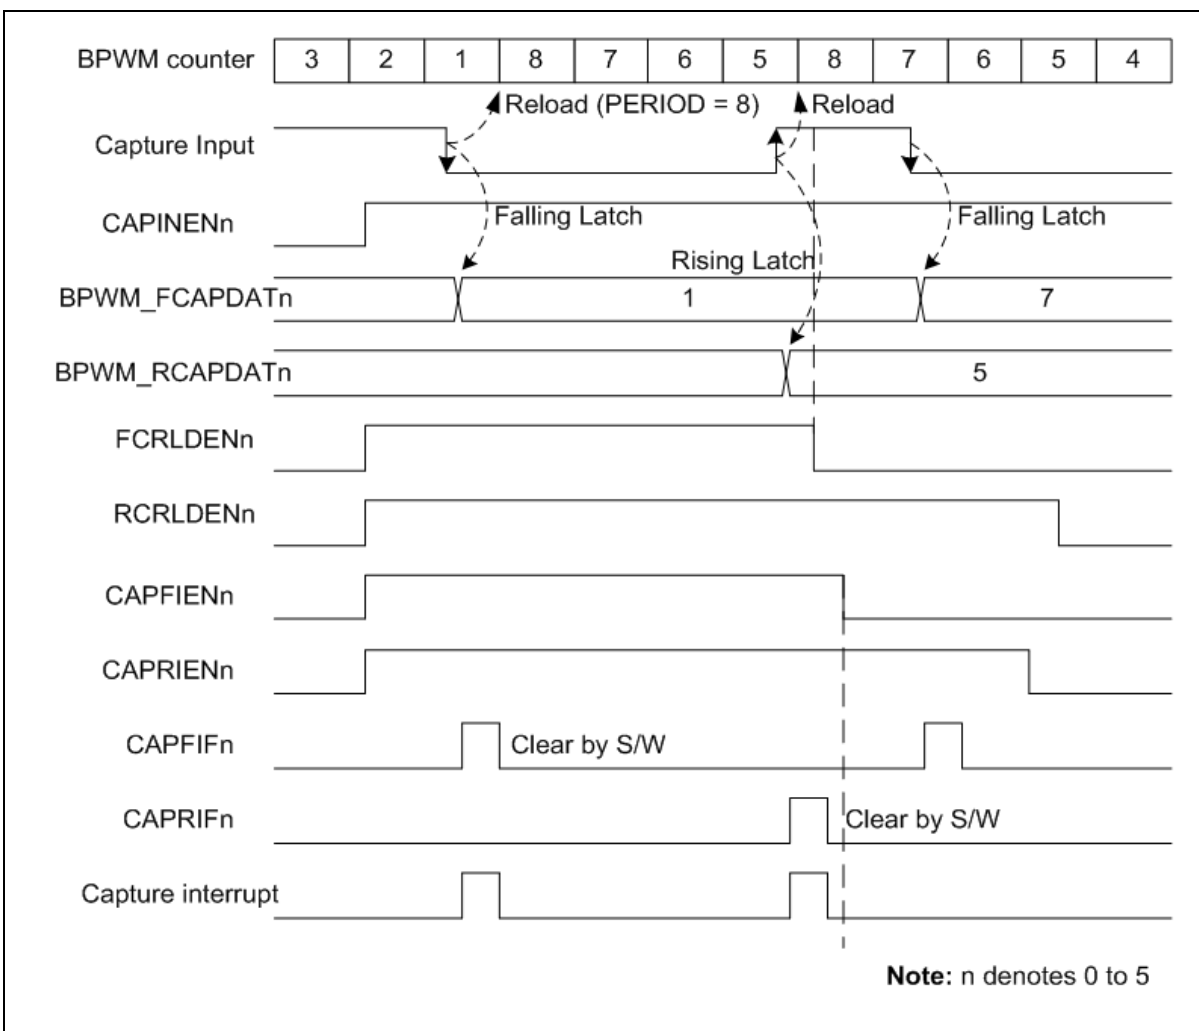 BPWM counter 3 2 1 8 7 6 5 8 7 6 5 4
Reload (PERIOD = 8) Reload
Capture Input
CAPINENn Falling Latch Falling Latch
Rising Latch
BPWM_FCAPDATn 1 7
BPWM_RCAPDATn 5
FCRLDENn
RCRLDENn
CAPFIENn
CAPRIENn
CAPFIFn Clear by S/W
CAPRIFn Clear by S/W
Capture interrupt
Note: n denotes 0 to 5